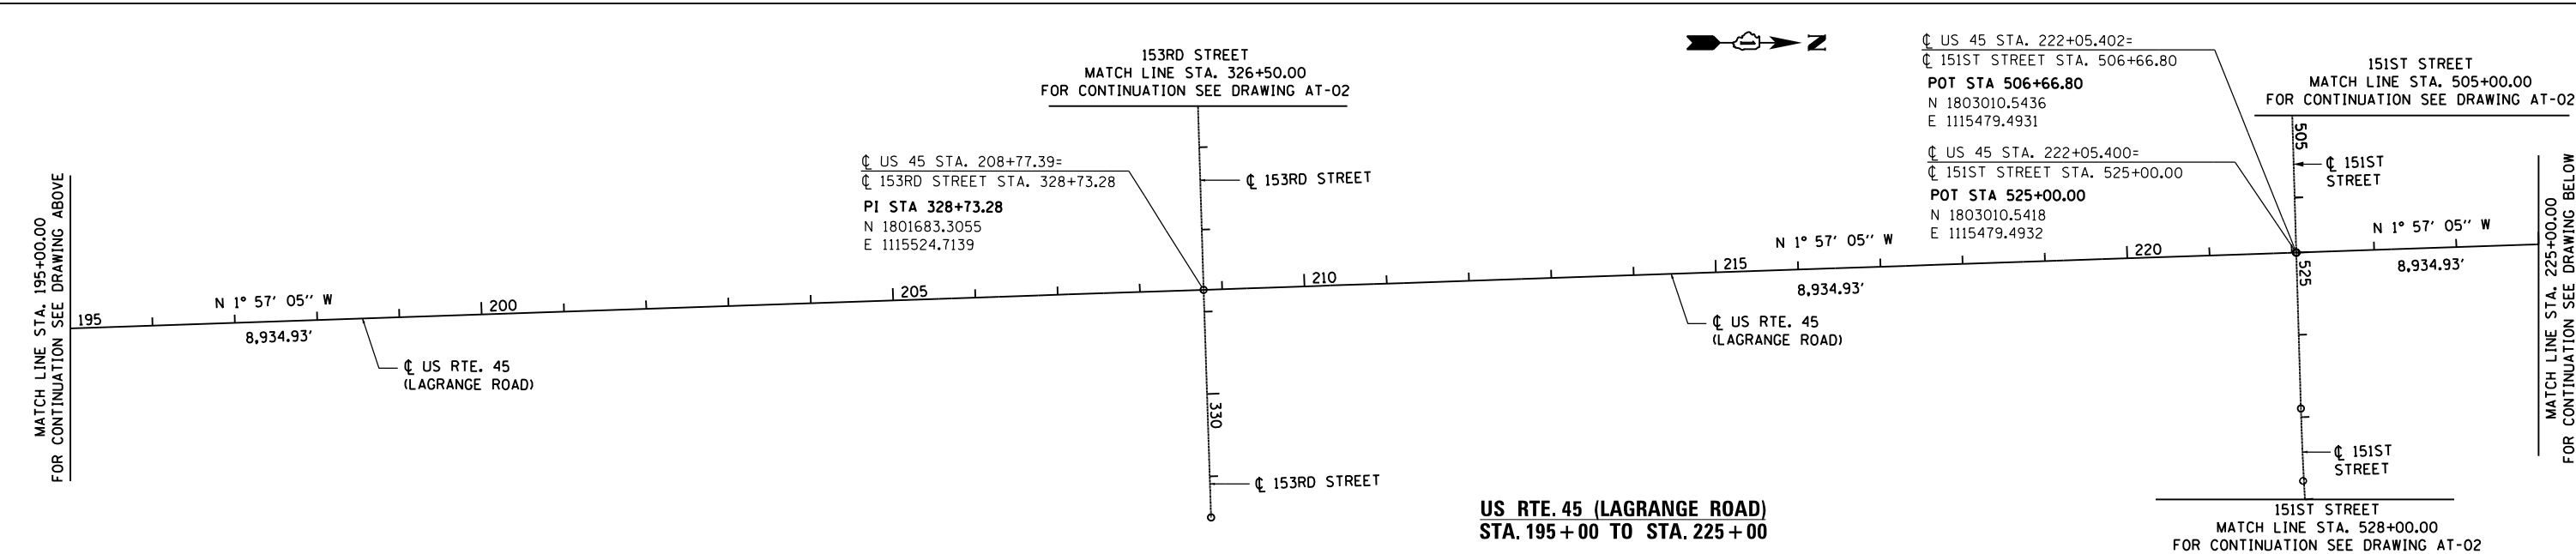 MATCH LINE STA. 195+00.00
FOR CONTINUATION SEE DRAWING ABOVE
195
N 1° 57' 05'' W
8,934.93'
℄ US RTE. 45
(LAGRANGE ROAD)
200
205
153RD STREET
MATCH LINE STA. 326+50.00
FOR CONTINUATION SEE DRAWING AT-02
℄ US 45 STA. 208+77.39=
℄ 153RD STREET STA. 328+73.28
PI STA 328+73.28
N 1801683.3055
E 1115524.7139
℄ 153RD STREET
210
330
℄ 153RD STREET
N
215
℄ US RTE. 45
(LAGRANGE ROAD)
N 1° 57' 05'' W
8,934.93'
℄ US 45 STA. 222+05.402=
℄ 151ST STREET STA. 506+66.80
POT STA 506+66.80
N 1803010.5436
E 1115479.4931
℄ US 45 STA. 222+05.400=
℄ 151ST STREET STA. 525+00.00
POT STA 525+00.00
N 1803010.5418
E 1115479.4932
220
151ST STREET
MATCH LINE STA. 505+00.00
FOR CONTINUATION SEE DRAWING AT-02
505
℄ 151ST
STREET
N 1° 57' 05'' W
8,934.93'
525
℄ 151ST
STREET
151ST STREET
MATCH LINE STA. 528+00.00
FOR CONTINUATION SEE DRAWING AT-02
MATCH LINE STA. 225+00.00
FOR CONTINUATION SEE DRAWING BELOW
US RTE. 45 (LAGRANGE ROAD)
STA. 195+00 TO STA. 225+00